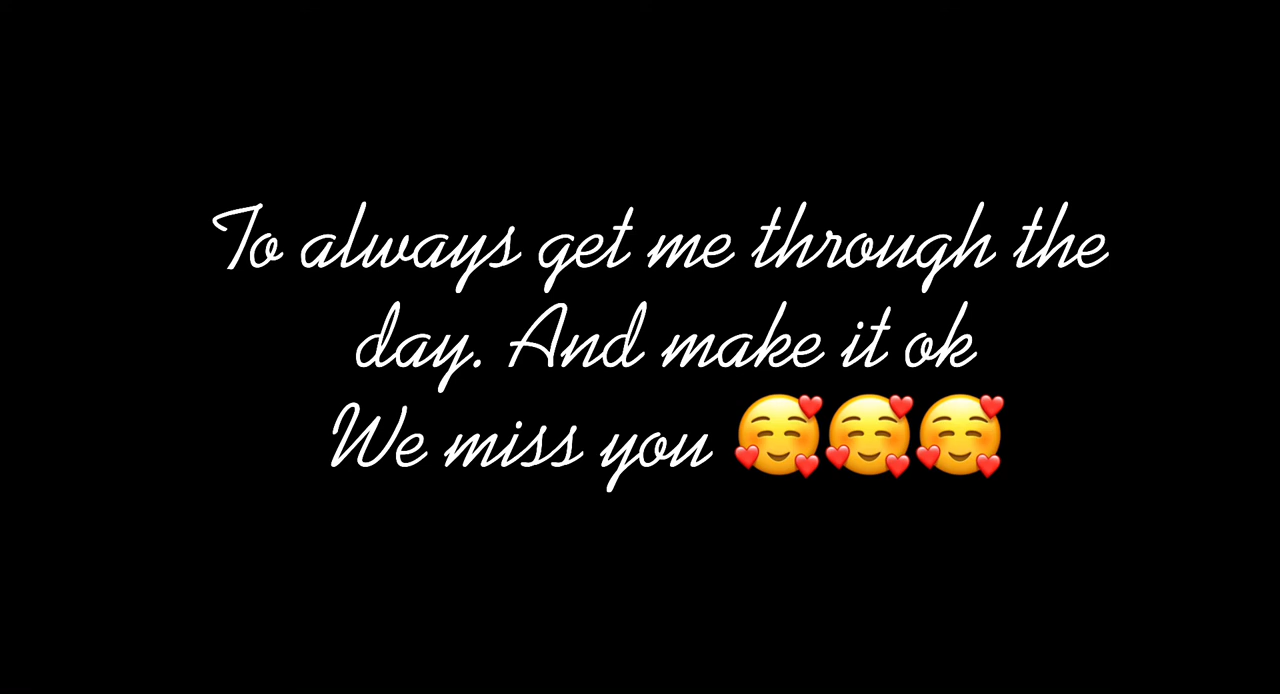 To always get me through the
day. And make it ok
We miss you 🥰🥰🥰